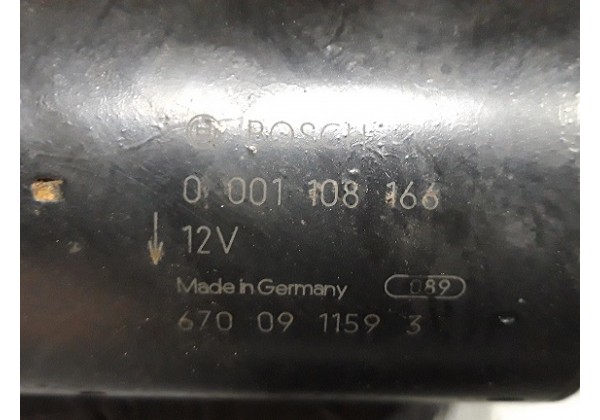 BOSCH
0 001 108 166
12V
Made in Germany 089
670 09 1159 3